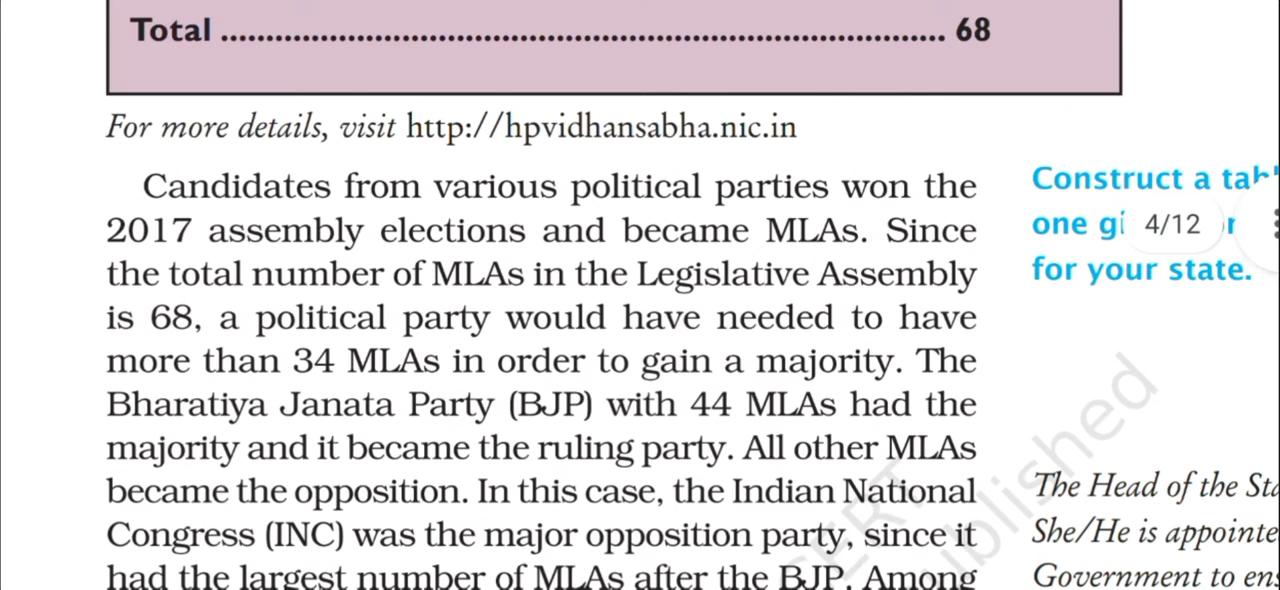 Total ................................................................................ 68
For more details, visit http://hpvidhansabha.nic.in
Candidates from various political parties won the
2017 assembly elections and became MLAs. Since
the total number of MLAs in the Legislative Assembly
is 68, a political party would have needed to have
more than 34 MLAs in order to gain a majority. The
Bharatiya Janata Party (BJP) with 44 MLAs had the
majority and it became the ruling party. All other MLAs
became the opposition. In this case, the Indian National
Congress (INC) was the major opposition party, since it
had the largest number of MLAs after the BJP. Among
Construct a
one
4/12
for your state.
The Head of the
She/He is
Government to